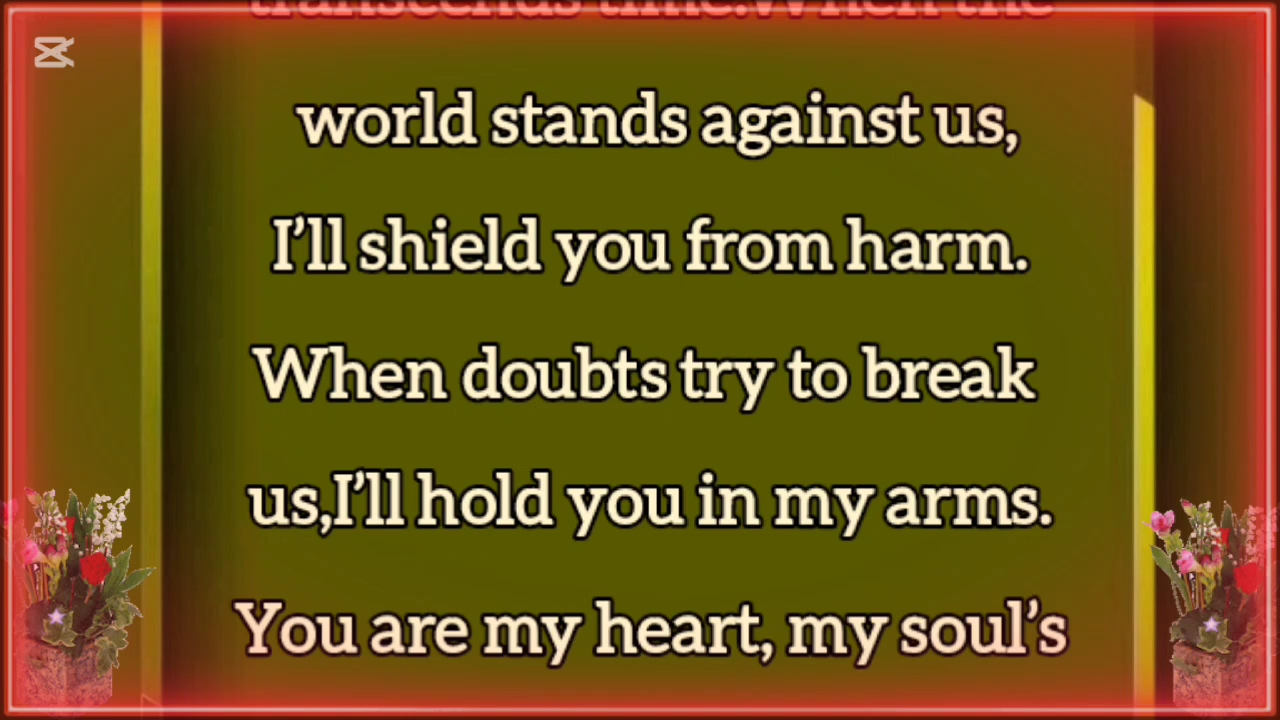 transcends time.When the
world stands against us,
I'll shield you from harm.
When doubts try to break
us,I'll hold you in my arms.
You are my heart, my soul's